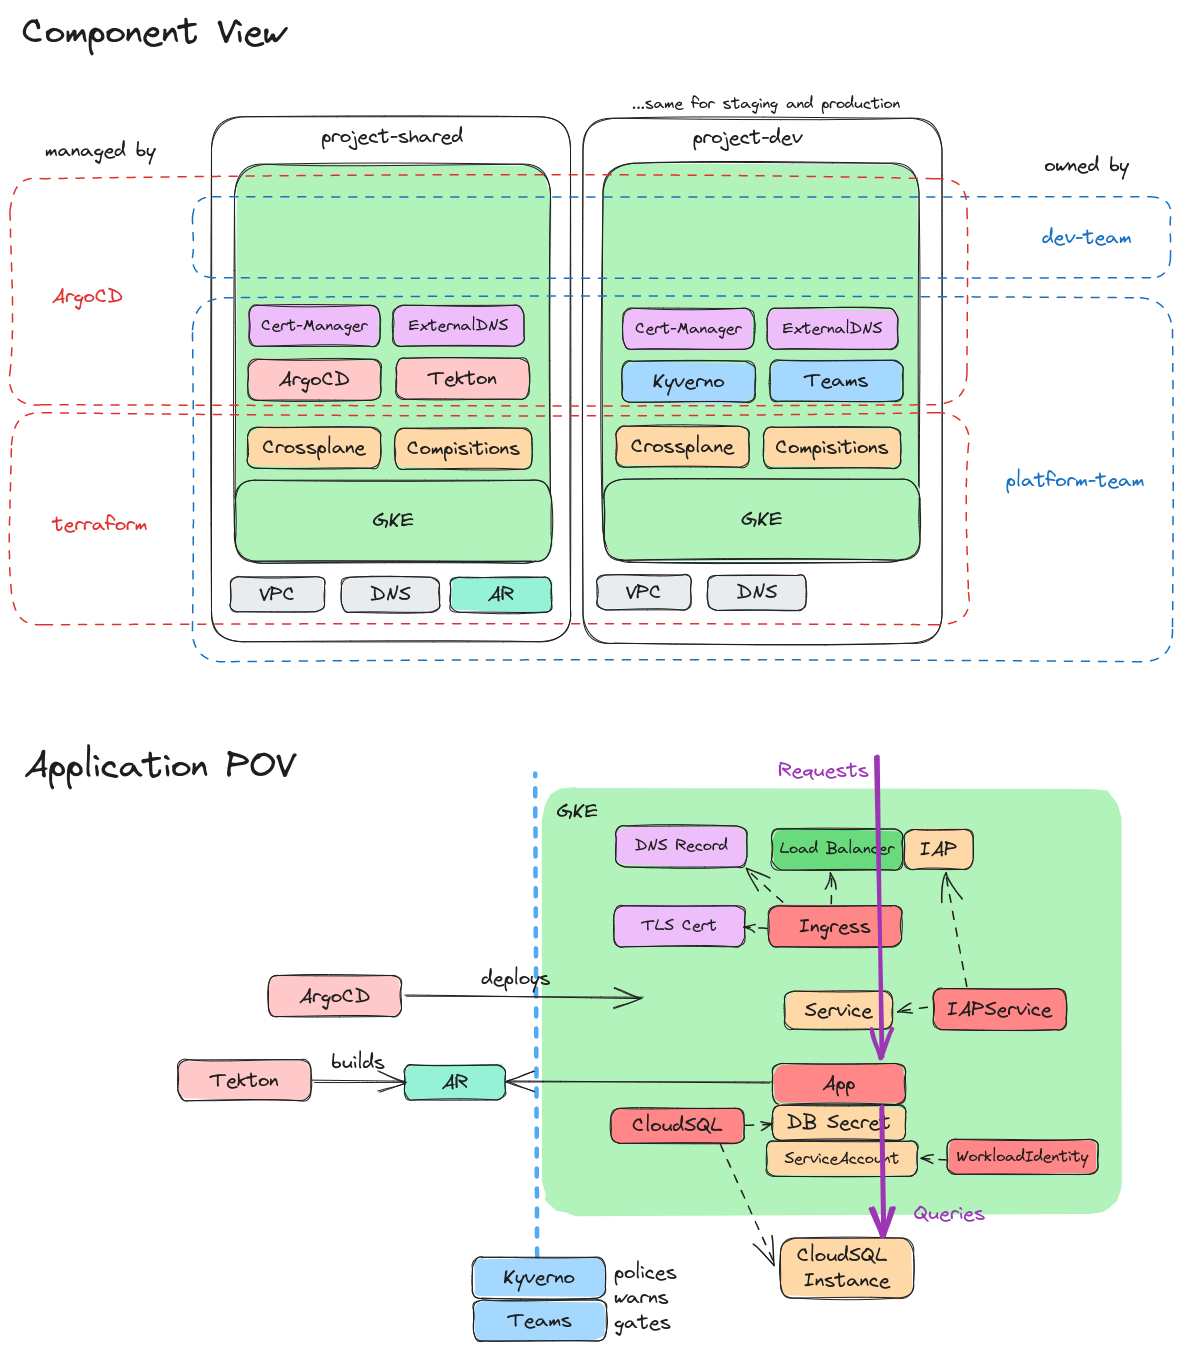 Component View
...same for staging and production
managed by
project-shared
project-dev
owned by
dev-team
ArgoCD
Cert-Manager
ExternalDNS
Cert-Manager
ExternalDNS
ArgoCD
Tekton
Kyverno
Teams
Crossplane
Compisitions
Crossplane
Compisitions
platform-team
terraform
GKE
GKE
VPC
DNS
AR
VPC
DNS
Application POV
Requests
GKE
DNS Record
Load Balancer
IAP
TLS Cert
Ingress
deploys
ArgoCD
Service
IAPService
builds
Tekton
AR
App
CloudSQL
DB Secret
ServiceAccount
WorkloadIdentity
Queries
CloudSQL
Instance
Kyverno
polices
warns
Teams
gates